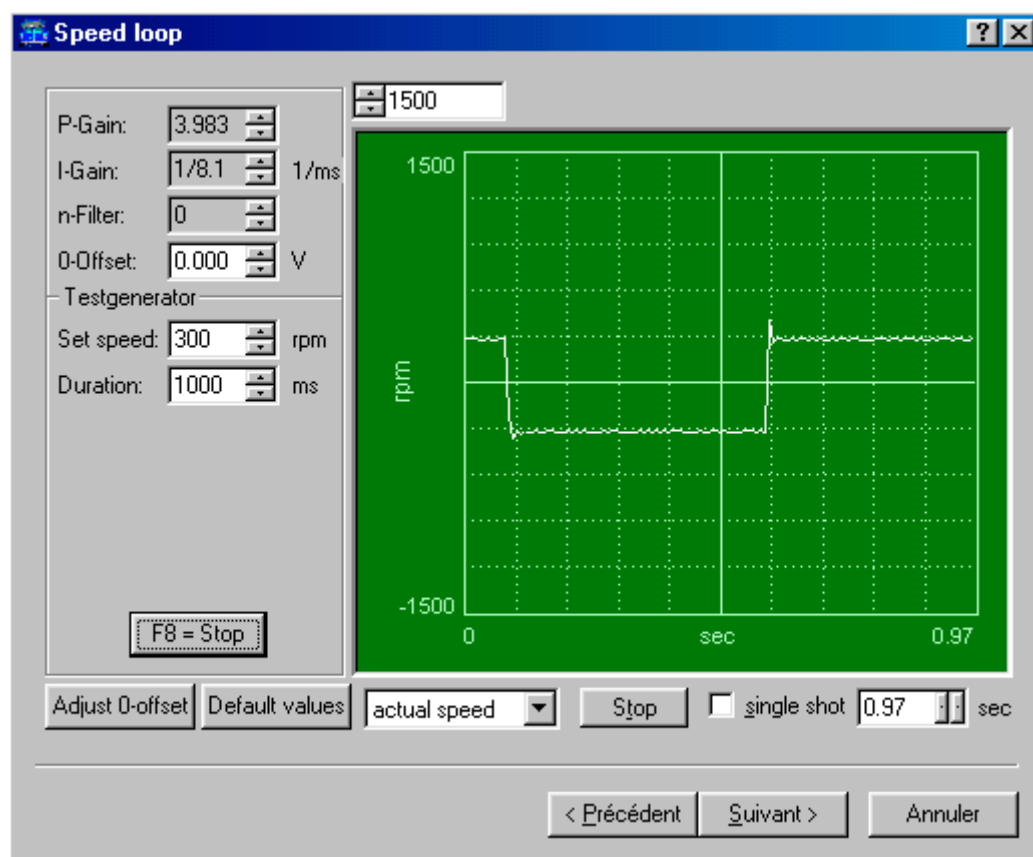 Speed loop
P-Gain: 3.983
I-Gain: 1/8.1 1/ms
n-Filter: 0
0-Offset: 0.000 V
Testgenerator
Set speed: 300 rpm
Duration: 1000 ms
F8 = Stop
Adjust 0-offset Default values
1500
1500
rpm
-1500
0 sec 0.97
actual speed Stop single shot 0.97 sec
< Précédent Suivant > Annuler